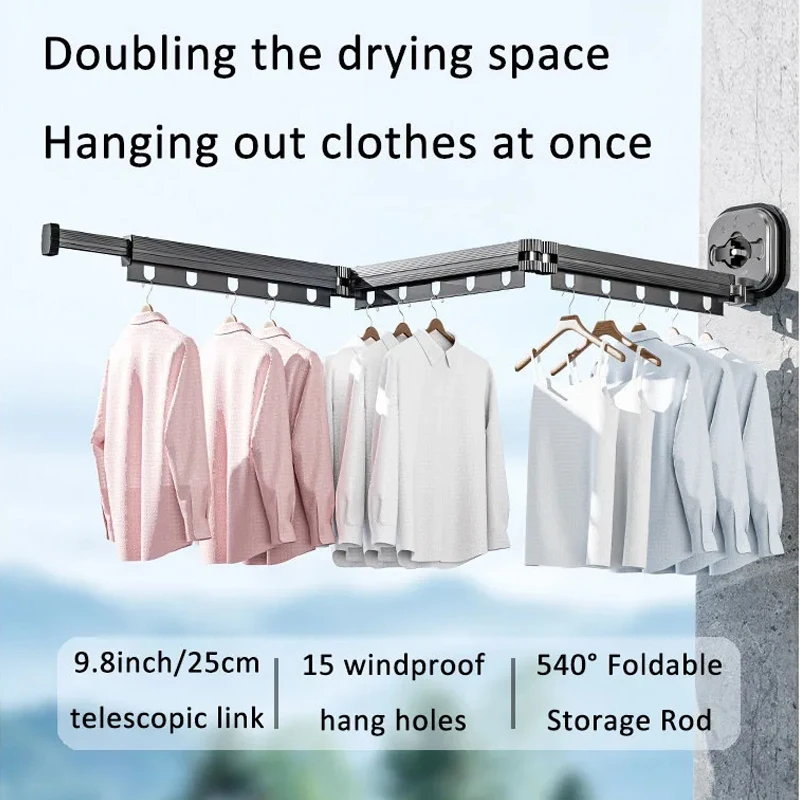 Doubling the drying space
Hanging out clothes at once
9.8inch/25cm
telescopic link
15 windproof
hang holes
540° Foldable
Storage Rod